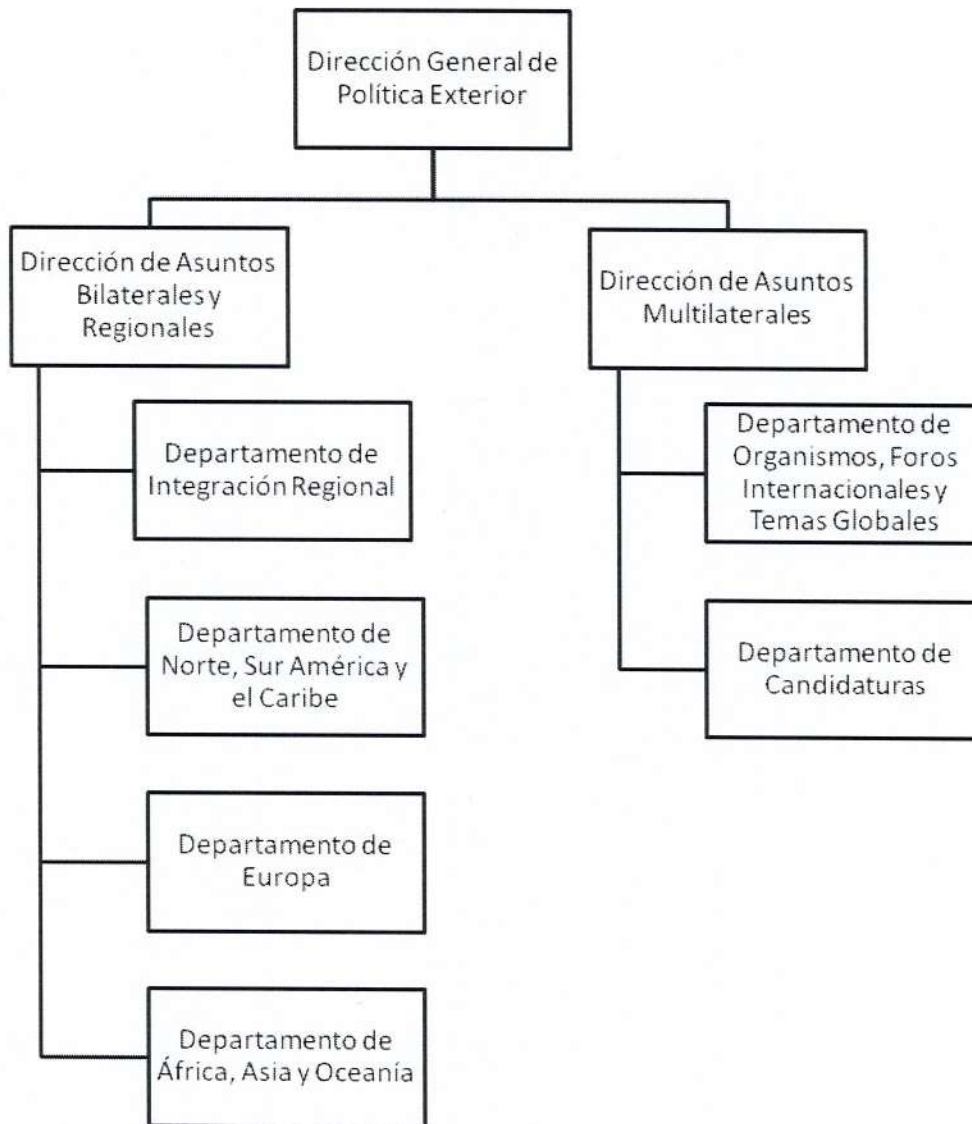 Dirección General de
Política Exterior
Dirección de Asuntos
Bilaterales y
Regionales
Departamento de
Integración Regional
Departamento de
Norte, Sur América y
el Caribe
Departamento de
Europa
Departamento de
África, Asia y Oceanía
Dirección de Asuntos
Multilaterales
Departamento de
Organismos, Foros
Internacionales y
Temas Globales
Departamento de
Candidaturas